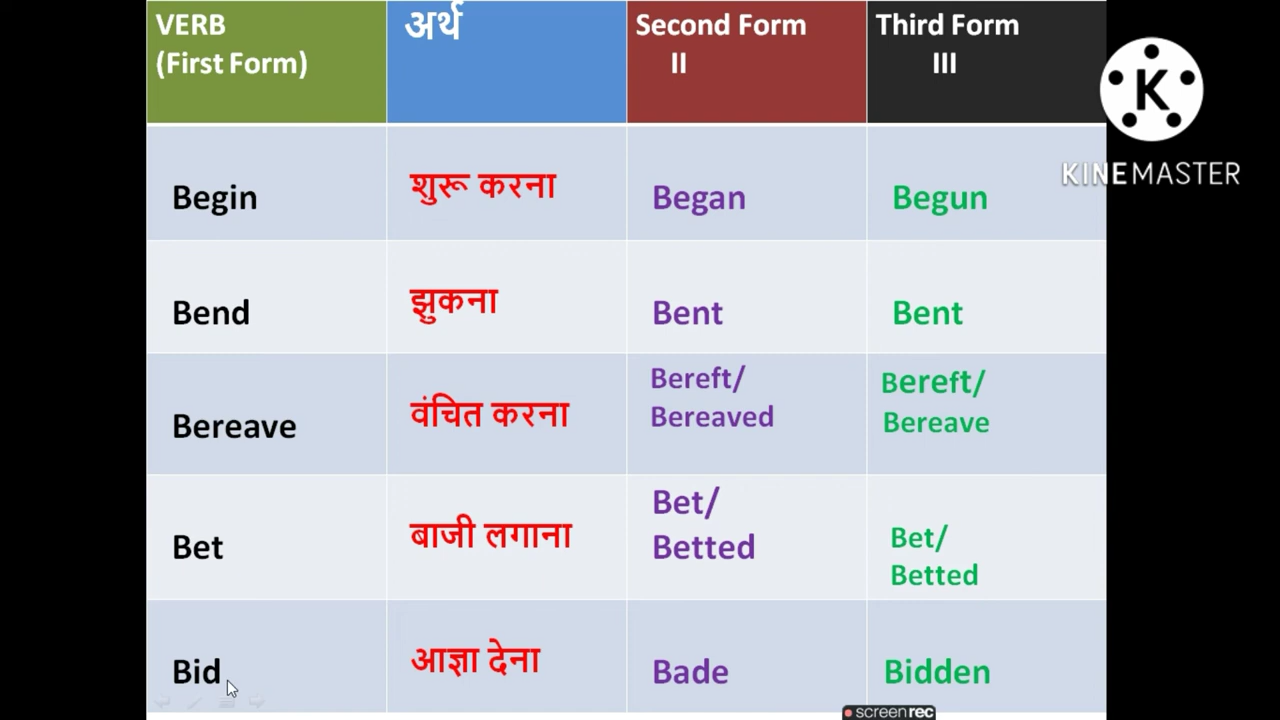 VERB
(First Form)
अर्थ
Second Form
II
Third Form
III
K
KINEMASTER
Begin
शुरू करना
Began
Begun
Bend
झुकना
Bent
Bent
Bereave
वंचित करना
Bereft/
Bereaved
Bereft/
Bereave
Bet
बाजी लगाना
Bet/
Betted
Bet/
Betted
Bid
आज्ञा देना
Bade
Bidden
screenrec